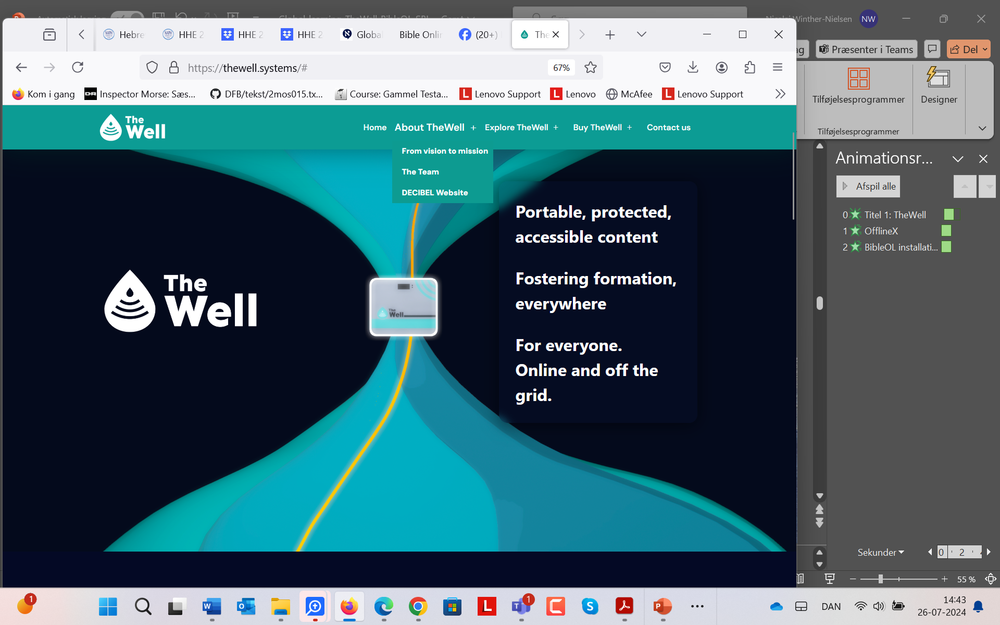 Nicolai Winther-Nielsen
NW
Hebre
HHE 2
HHE 2
HHE 2
Globa
Bible Onlin
(20+)
The
https://thewell.systems/#
67%
Præsenter i Teams
Del
Kom i gang
Inspector Morse: Sæs...
DFB/tekst/2mos015.tx...
Course: Gammel Testa...
Lenovo Support
Lenovo
McAfee
Lenovo Support
Tilføjelsesprogrammer
Designer
Tilføjelsesprogrammer
The
Well
Home
About TheWell +
Explore TheWell +
Buy TheWell +
Contact us
From vision to mission
The Team
DECIBEL Website
Animationsr...
Afspil alle
0 Titel 1: TheWell
1 OfflineX
2 BibleOL installati...
Portable, protected,
accessible content
Fostering formation,
everywhere
For everyone.
Online and off the
grid.
The
Well
The
Well
Sekunder
0 2
55 %
1
1
DAN
14:43
26-07-2024